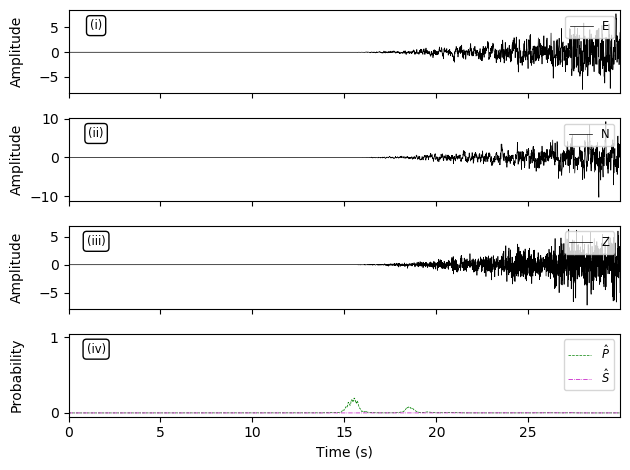 Amplitude
5
0
−5
(i)
E
Amplitude
10
0
−10
(ii)
N
Amplitude
5
0
−5
(iii)
Z
Probability
1
0
(iv)
P̂
Ŝ
0 5 10 15 20 25
Time (s)